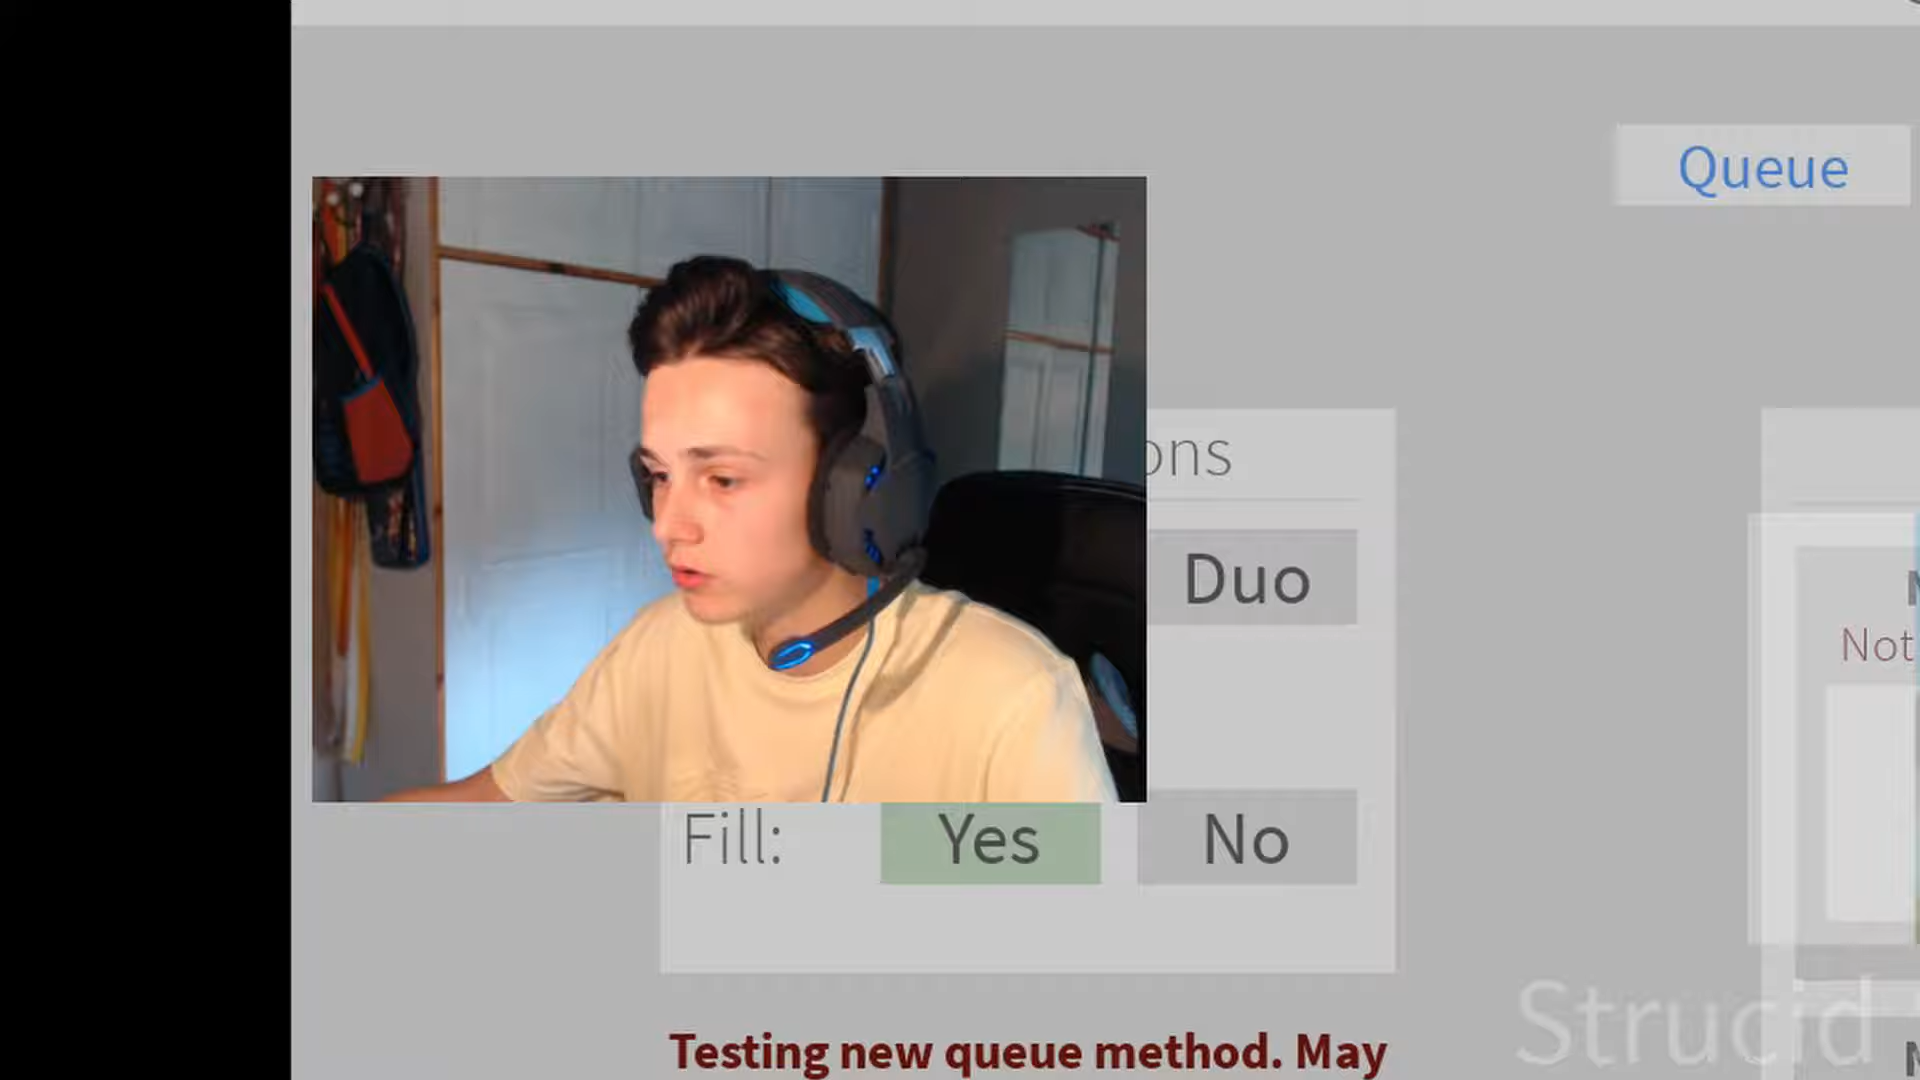 Queue
ons
Duo
Not
Fill: Yes No
Strucid
Testing new queue method. May